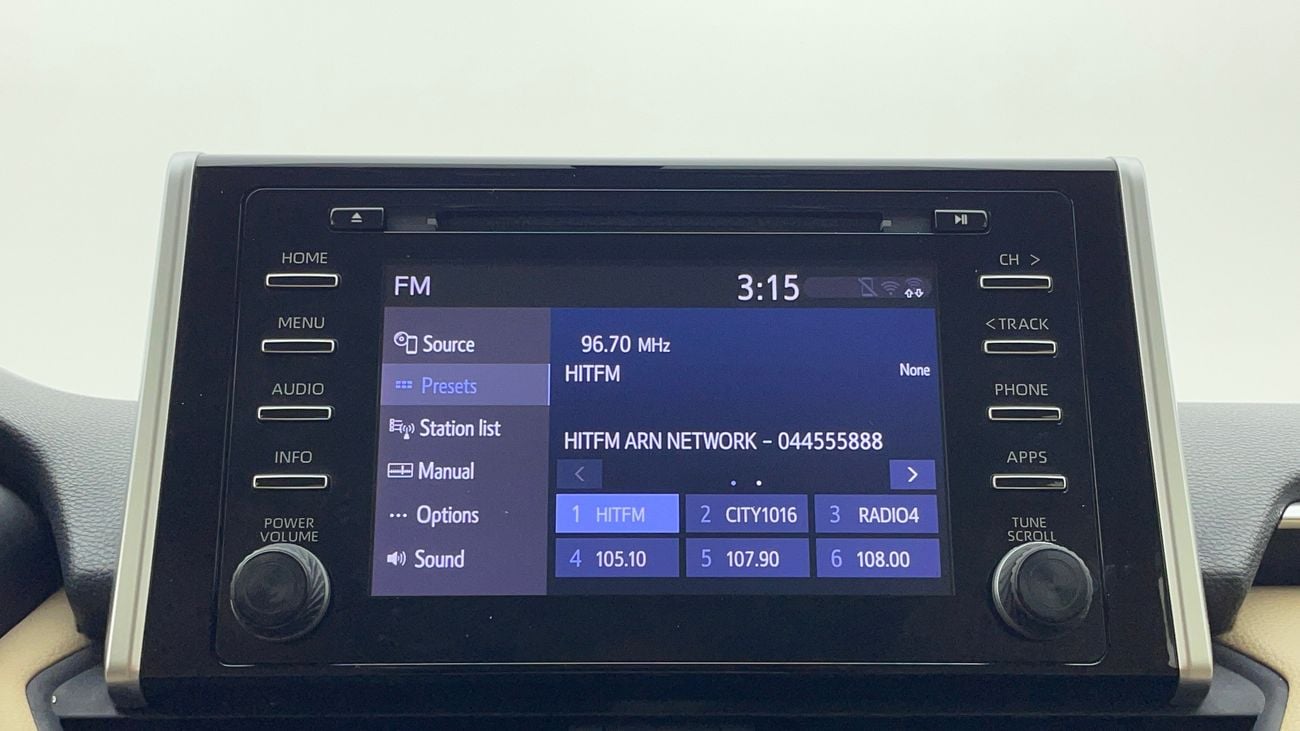 HOME
MENU
AUDIO
INFO
POWER
VOLUME
FM
3:15
Source
Presets
Station list
Manual
Options
Sound
96.70 MHz
HITFM
None
HITFM ARN NETWORK – 044555888
< >
1 HITFM
2 CITY1016
3 RADIO4
4 105.10
5 107.90
6 108.00
CH >
<TRACK
PHONE
APPS
TUNE
SCROLL